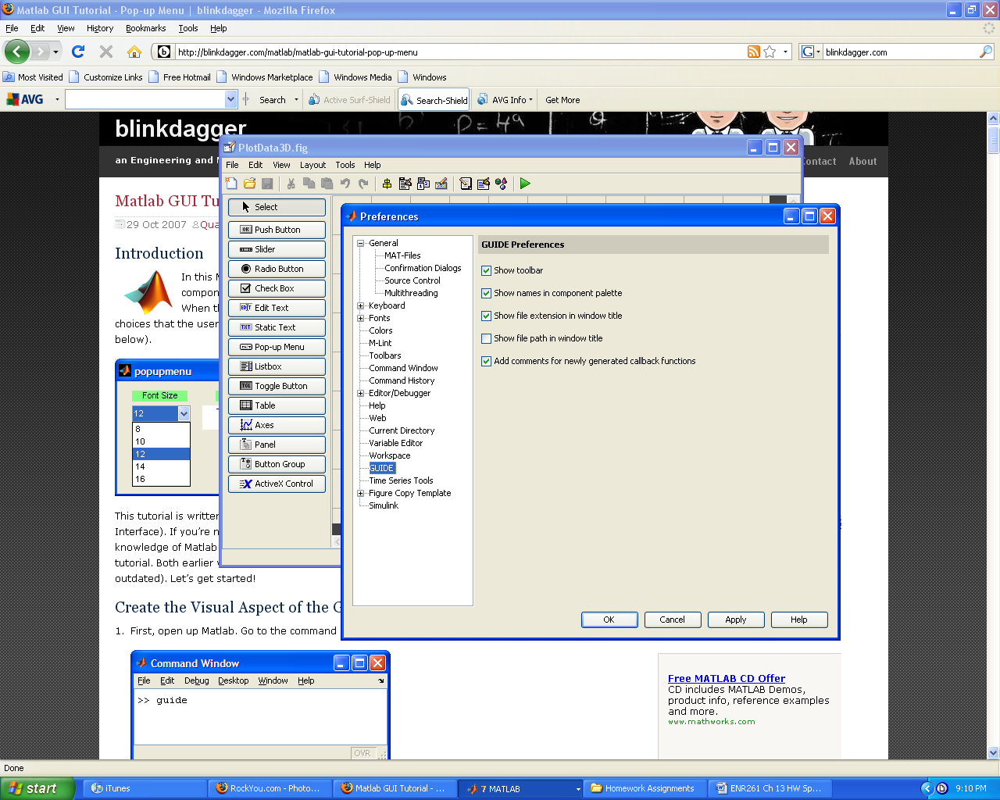 Matlab GUI Tutorial - Pop-up Menu | blinkdagger - Mozilla Firefox
File Edit View History Bookmarks Tools Help
http://blinkdagger.com/matlab/matlab-gui-tutorial-pop-up-menu
blinkdagger.com
Most Visited Customize Links Free Hotmail Windows Marketplace Windows Media Windows
AVG Search Active Surf-Shield Search-Shield AVG Info Get More
blinkdagger
an Engineering and
Contact About
Matlab GUI Tu
29 Oct 2007 Qua
Introduction
In this M
compon
When th
choices that the user
below).
popupmenu
Font Size
12
8
10
12
14
16
This tutorial is written
Interface). If you're n
knowledge of Matlab
tutorial. Both earlier v
outdated). Let's get started!
Create the Visual Aspect of the G
1. First, open up Matlab. Go to the command
Command Window
File Edit Debug Desktop Window Help
>> guide
OVR
PlotData3D.fig
File Edit View Layout Tools Help
Select
Push Button
Slider
Radio Button
Check Box
Edit Text
Static Text
Pop-up Menu
Listbox
Toggle Button
Table
Axes
Panel
Button Group
ActiveX Control
Preferences
General
MAT-Files
Confirmation Dialogs
Source Control
Multithreading
Keyboard
Fonts
Colors
M-Lint
Toolbars
Command Window
Command History
Editor/Debugger
Help
Web
Current Directory
Variable Editor
Workspace
GUIDE
Time Series Tools
Figure Copy Template
Simulink
GUIDE Preferences
Show toolbar
Show names in component palette
Show file extension in window title
Show file path in window title
Add comments for newly generated callback functions
OK Cancel Apply Help
Free MATLAB CD Offer
CD includes MATLAB Demos,
product info, reference examples
and more.
www.mathworks.com
Done
start iTunes RockYou.com - Photo... Matlab GUI Tutorial - ... 7 MATLAB Homework Assignments ENR261 Ch 13 HW Sp... 9:10 PM